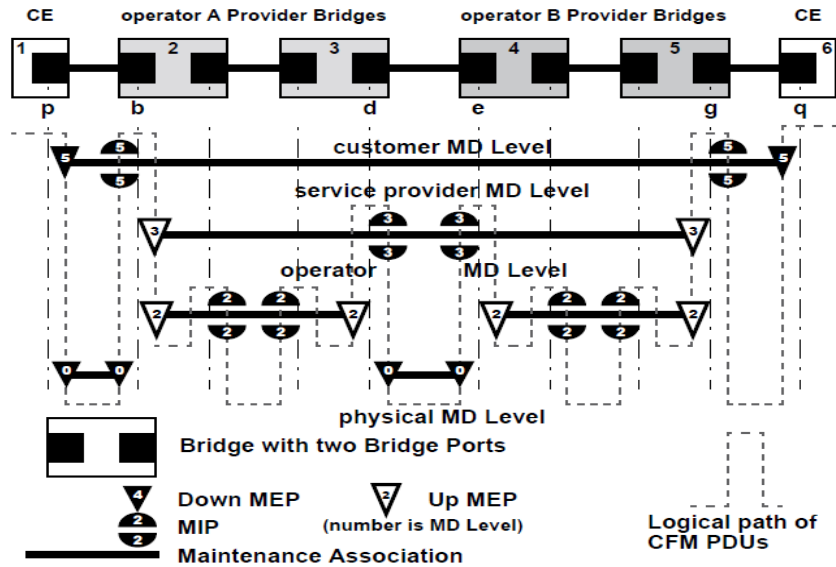 CE operator A Provider Bridges operator B Provider Bridges CE
1 2 3 4 5 6
p b d e g q
5 5 customer MD Level 5 5
5 5
service provider MD Level
3 3 3 3
3 3
operator MD Level
2 2 2 2 2 2 2 2
2 2 2 2
0 0 0 0
physical MD Level
Bridge with two Bridge Ports
4 Down MEP 2 Up MEP
2 MIP (number is MD Level)
2
Maintenance Association
Logical path of
CFM PDUs